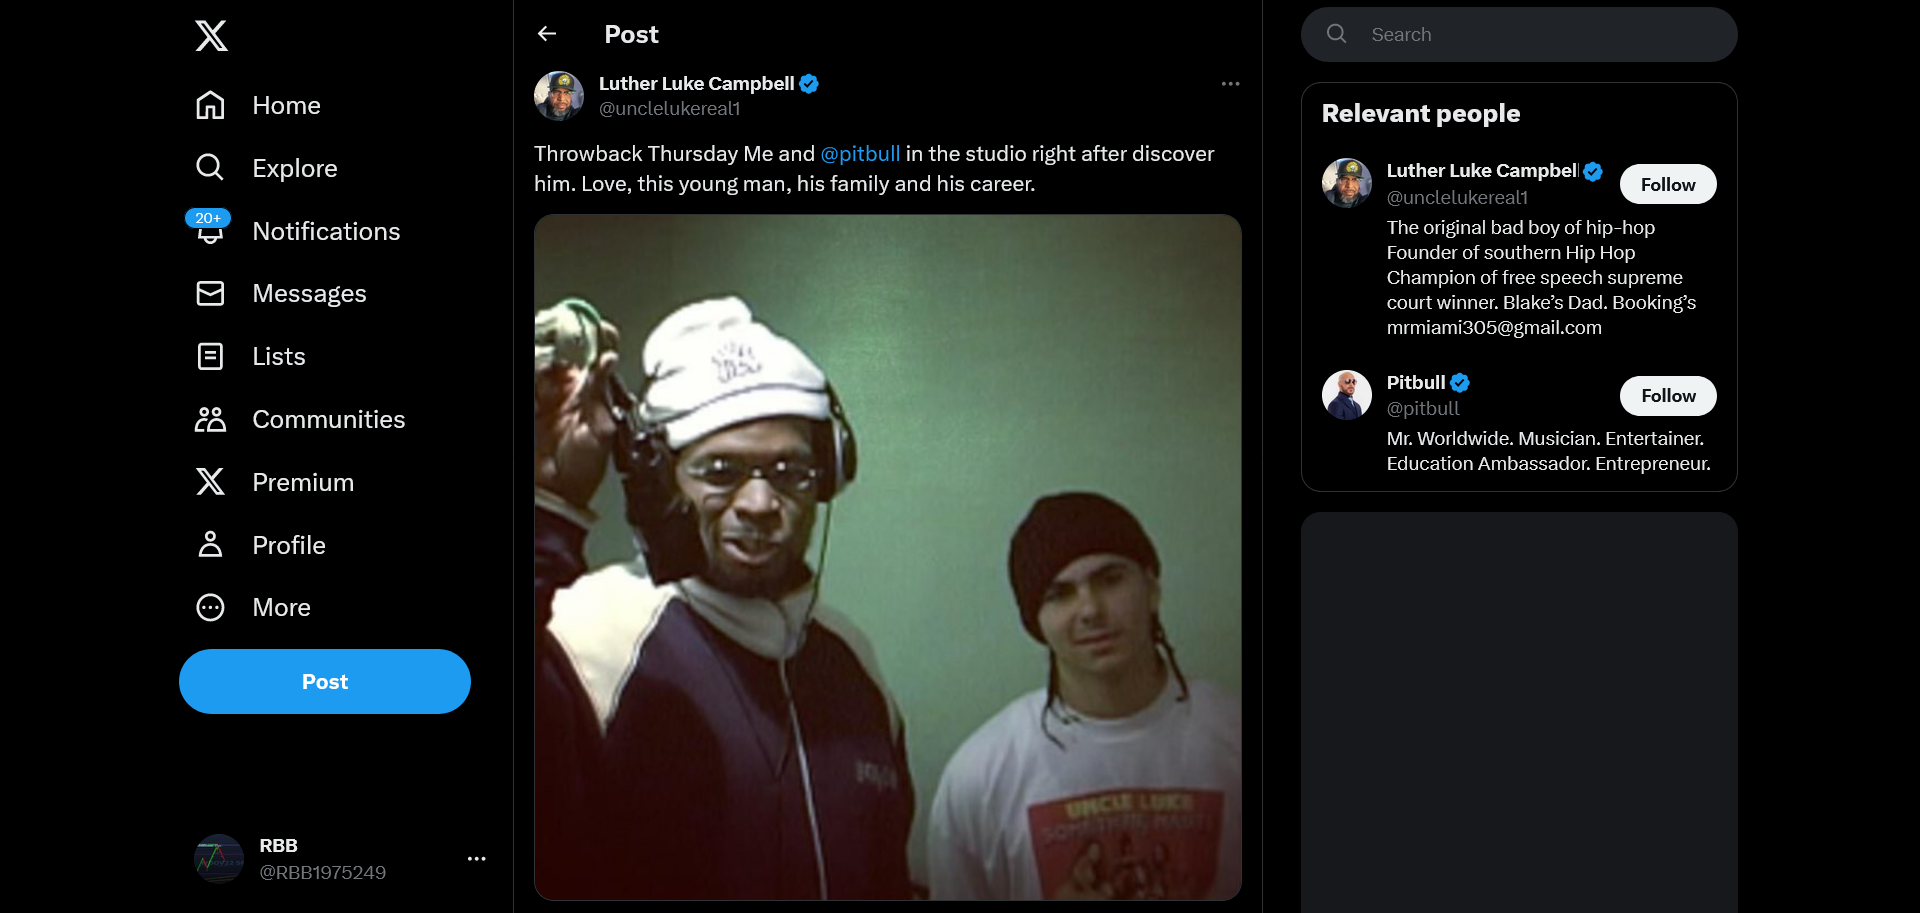 Home
Explore
20+
Notifications
Messages
Lists
Communities
Premium
Profile
More
Post
RBB
@RBB1975249
Post
Luther Luke Campbell
@unclelukereal1
Throwback Thursday Me and @pitbull in the studio right after discover
him. Love, this young man, his family and his career.
UNCLE LUKE
Search
Relevant people
Luther Luke Campbell
@unclelukereal1
Follow
The original bad boy of hip-hop
Founder of southern Hip Hop
Champion of free speech supreme
court winner. Blake’s Dad. Booking’s
mrmiami305@gmail.com
Pitbull
@pitbull
Follow
Mr. Worldwide. Musician. Entertainer.
Education Ambassador. Entrepreneur.